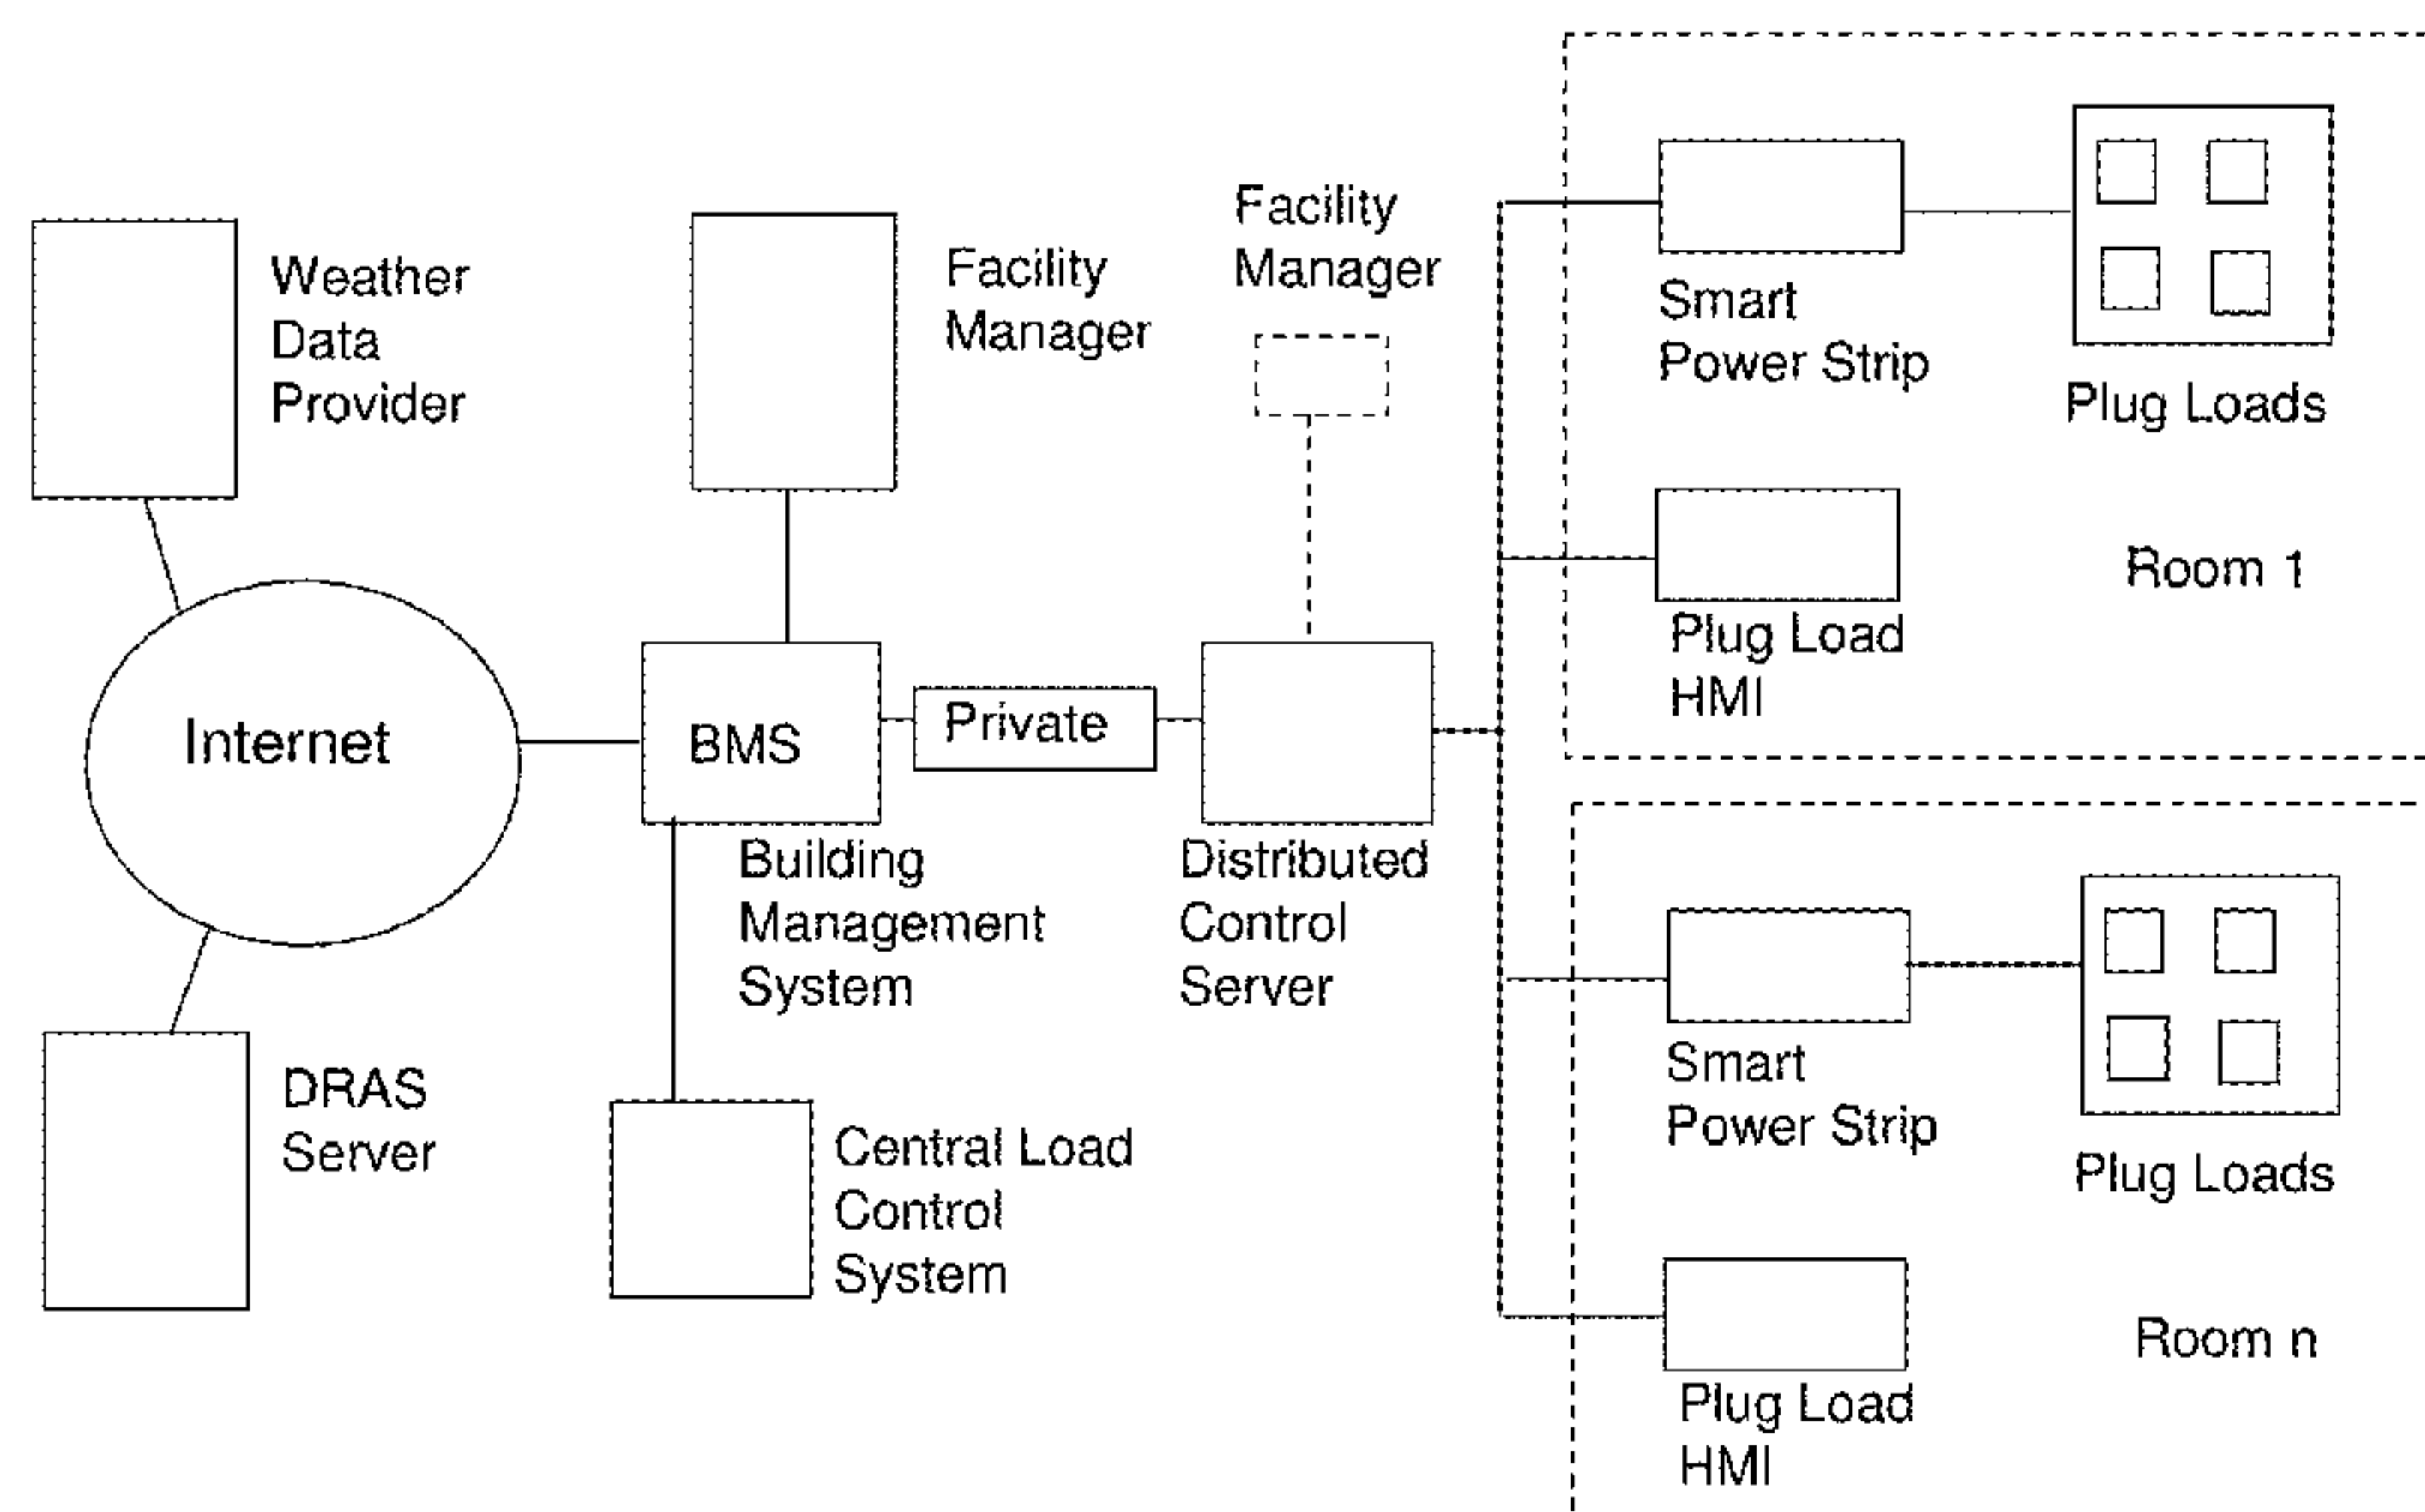 Weather
Data
Provider
Facility
Manager
Facility
Manager
Smart
Power Strip
Plug Loads
Plug Load
HMI
Room 1
Internet
BMS
Private
Building
Management
System
Distributed
Control
Server
DRAS
Server
Central Load
Control
System
Smart
Power Strip
Plug Loads
Plug Load
HMI
Room n